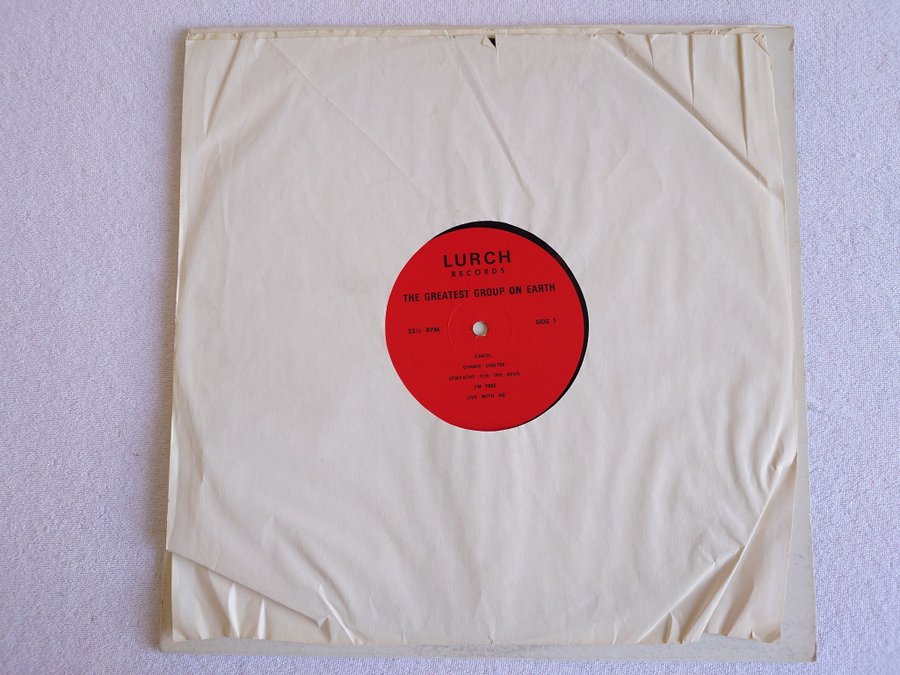 LURCH
RECORDS
THE GREATEST GROUP ON EARTH
33⅓ RPM SIDE 1
CAROL
GIMMIE SHELTER
SYMPATHY FOR THE DEVIL
I'M FREE
LIVE WITH ME